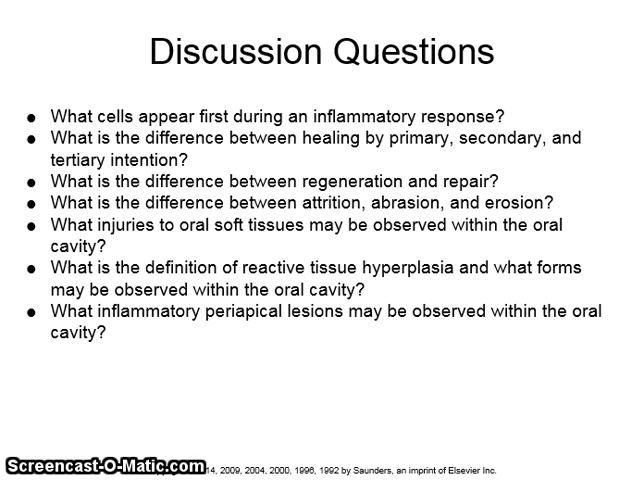 Discussion Questions
● What cells appear first during an inflammatory response?
● What is the difference between healing by primary, secondary, and
tertiary intention?
● What is the difference between regeneration and repair?
● What is the difference between attrition, abrasion, and erosion?
● What injuries to oral soft tissues may be observed within the oral
cavity?
● What is the definition of reactive tissue hyperplasia and what forms
may be observed within the oral cavity?
● What inflammatory periapical lesions may be observed within the oral
cavity?
Screencast-O-Matic.com 14, 2009, 2004, 2000, 1996, 1992 by Saunders, an imprint of Elsevier Inc.